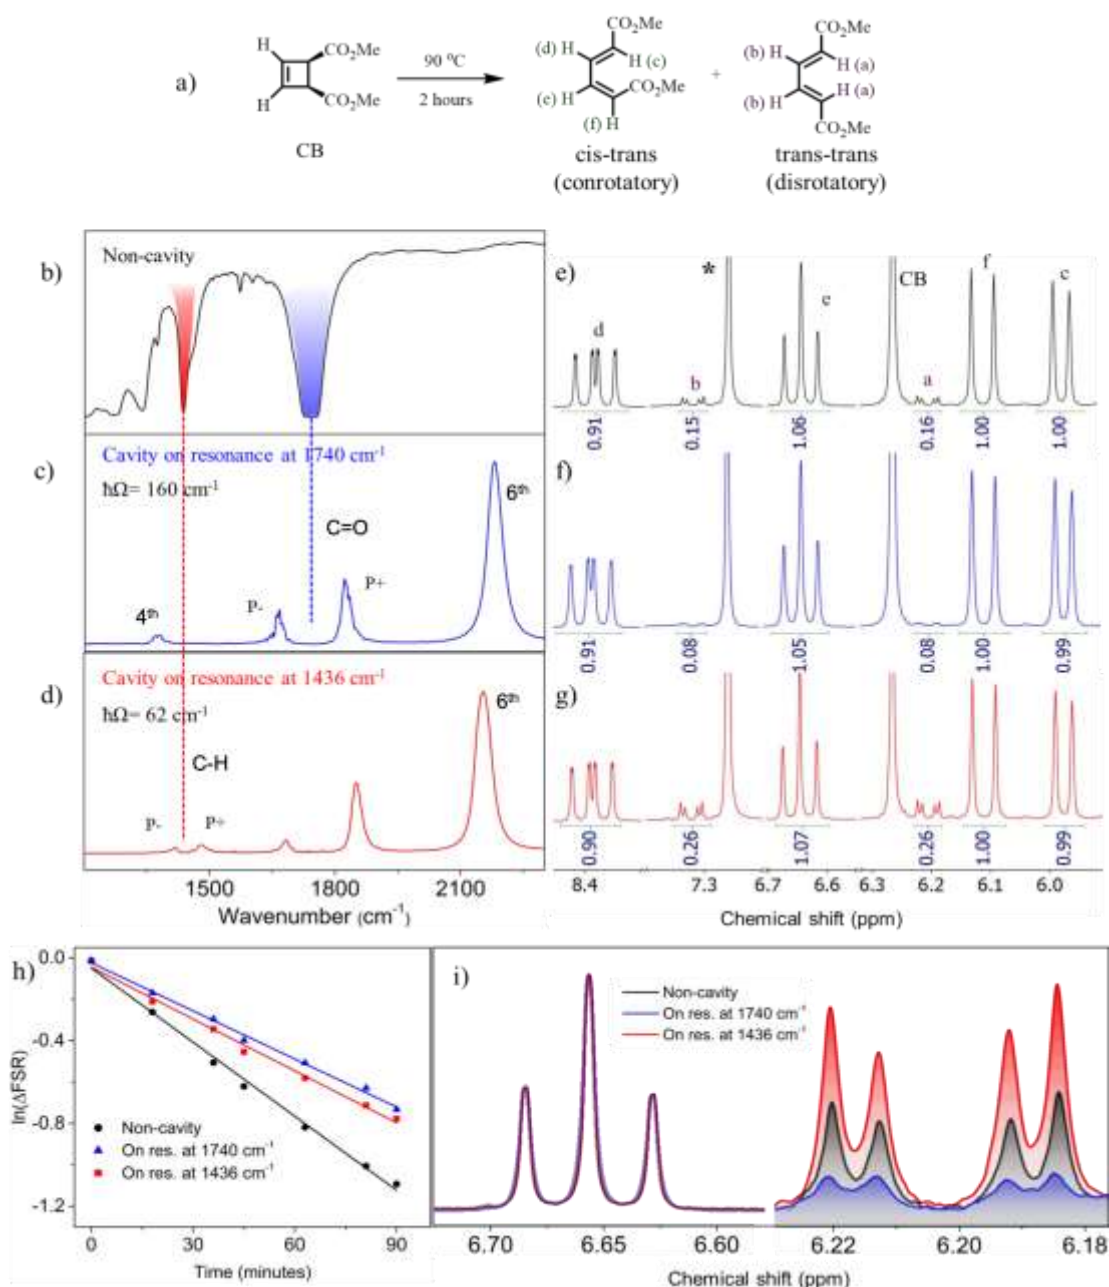 a)
H
H
CO₂Me
CO₂Me
CB
90 ⁰C
2 hours
CO₂Me
(d) H
H (c)
(e) H
CO₂Me
(f) H
cis-trans
(conrotatory)
+
CO₂Me
(b) H
H (a)
(b) H
H (a)
CO₂Me
trans-trans
(disrotatory)
b)
Non-cavity
c)
Cavity on resonance at 1740 cm⁻¹
ħΩ= 160 cm⁻¹
C=O
6th
4th
P-
P+
d)
Cavity on resonance at 1436 cm⁻¹
ħΩ= 62 cm⁻¹
6th
C-H
P-
P+
1500 1800 2100
Wavenumber (cm⁻¹)
e)
*
CB
d
b
e
a
f
c
0.91 0.15 1.06 0.16 1.00 1.00
f)
0.91 0.08 1.05 0.08 1.00 0.99
g)
0.90 0.26 1.07 0.26 1.00 0.99
8.4 7.3 6.7 6.6 6.3 6.2 6.1 6.0
Chemical shift (ppm)
h)
0.0
-0.4
-0.8
-1.2
ln(ΔFSR)
Non-cavity
On res. at 1740 cm⁻¹
On res. at 1436 cm⁻¹
0 30 60 90
Time (minutes)
i)
Non-cavity
On res. at 1740 cm⁻¹
On res. at 1436 cm⁻¹
6.70 6.65 6.60 6.22 6.20 6.18
Chemical shift (ppm)